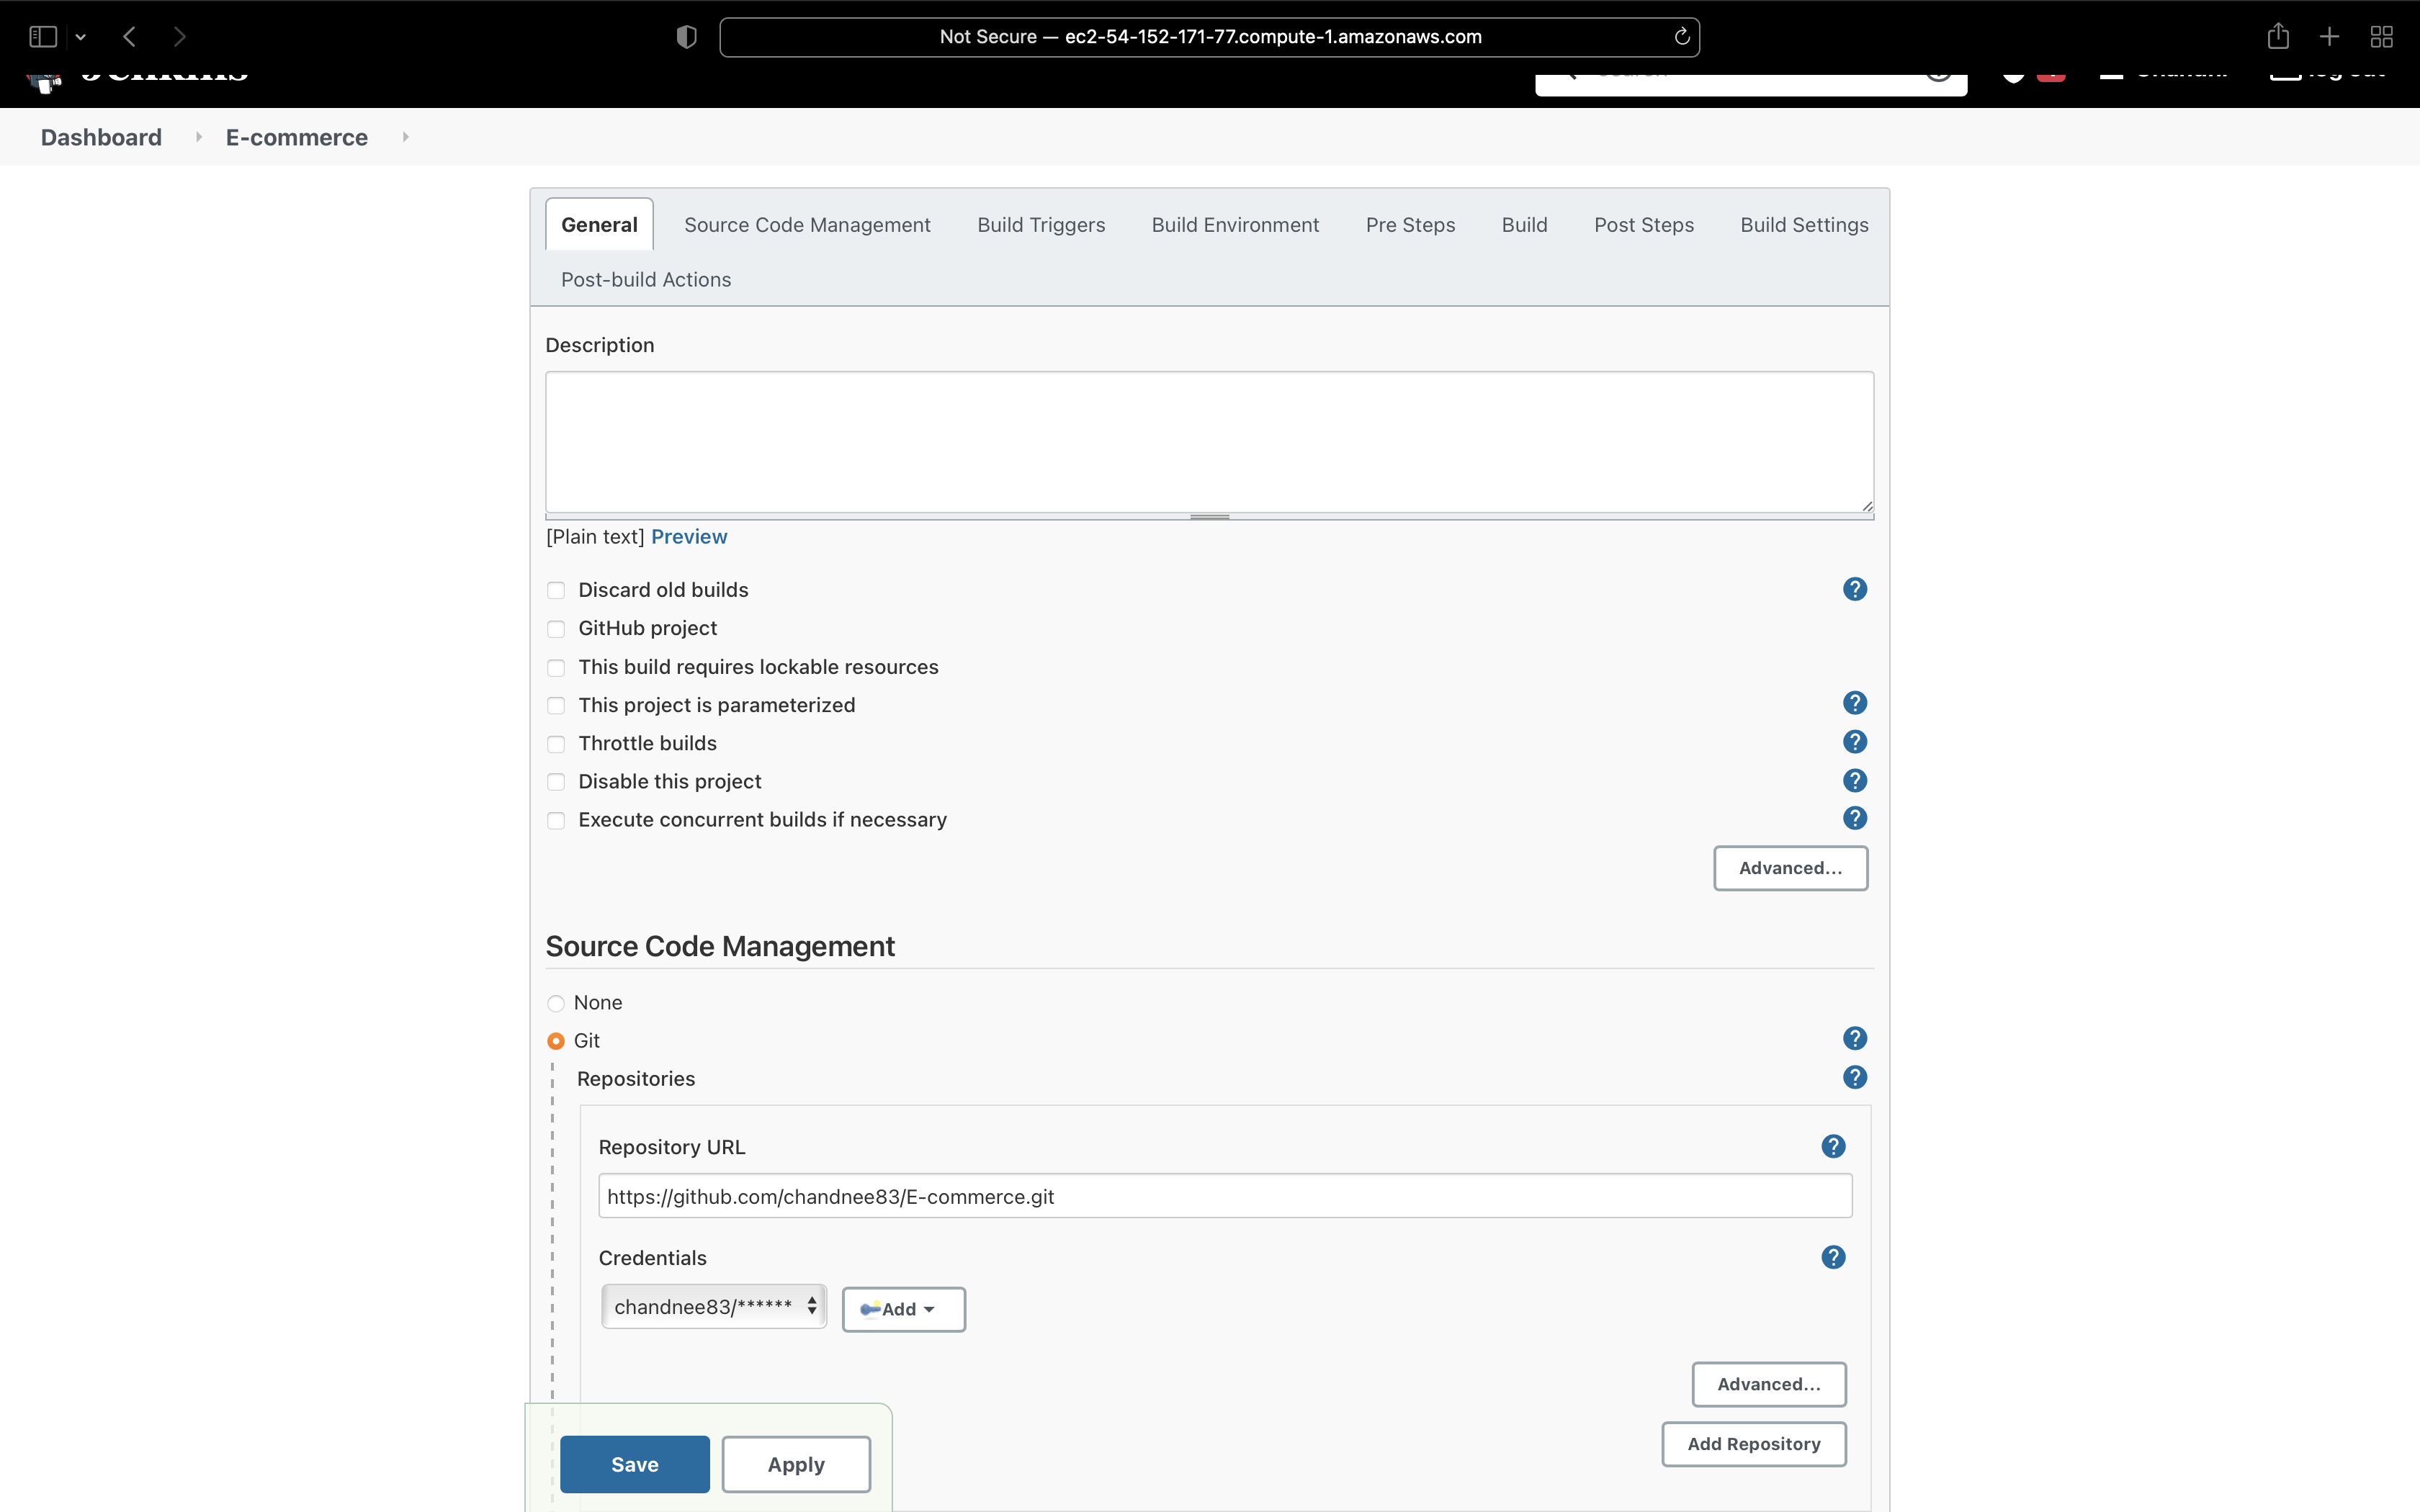 Not Secure — ec2-54-152-171-77.compute-1.amazonaws.com
Jenkins
log out
Dashboard E-commerce
General Source Code Management Build Triggers Build Environment Pre Steps Build Post Steps Build Settings
Post-build Actions
Description
[Plain text] Preview
Discard old builds ?
GitHub project
This build requires lockable resources
This project is parameterized ?
Throttle builds ?
Disable this project ?
Execute concurrent builds if necessary ?
Advanced...
Source Code Management
None
Git ?
Repositories ?
Repository URL ?
https://github.com/chandnee83/E-commerce.git
Credentials ?
chandnee83/****** Add
Advanced...
Add Repository
Save Apply